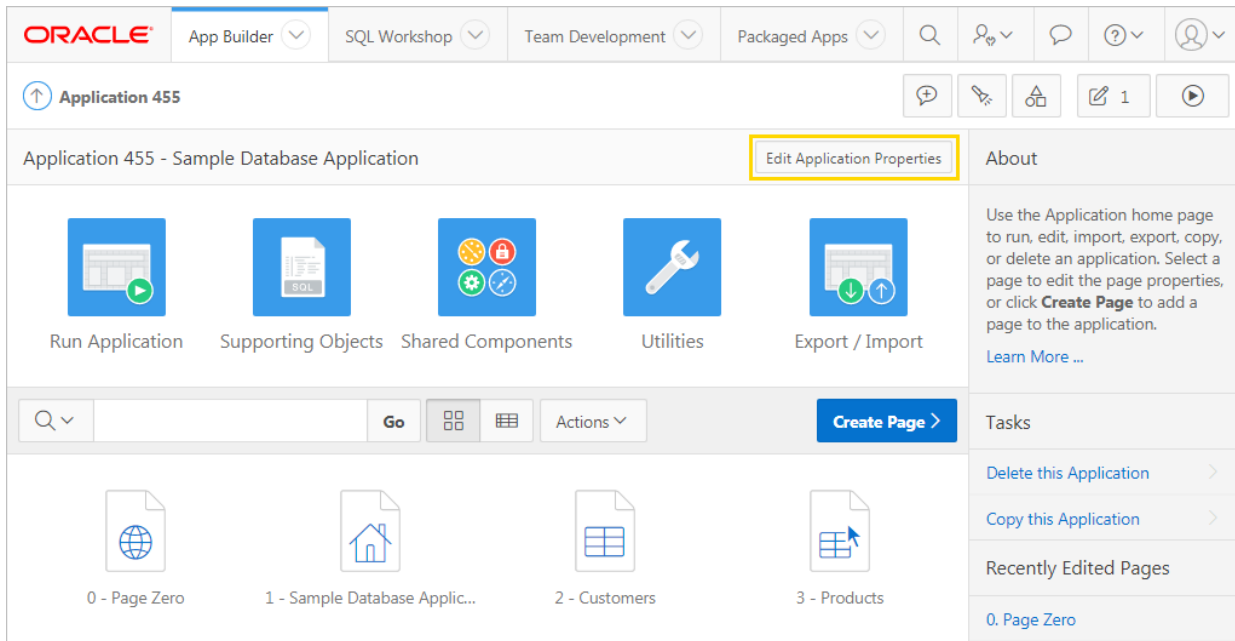 ORACLE App Builder SQL Workshop Team Development Packaged Apps
Application 455 1
Application 455 - Sample Database Application Edit Application Properties
Run Application Supporting Objects Shared Components Utilities Export / Import
SQL
Go Actions Create Page
0 - Page Zero 1 - Sample Database Applic... 2 - Customers 3 - Products
About
Use the Application home page
to run, edit, import, export, copy,
or delete an application. Select a
page to edit the page properties,
or click Create Page to add a
page to the application.
Learn More ...
Tasks
Delete this Application
Copy this Application
Recently Edited Pages
0. Page Zero